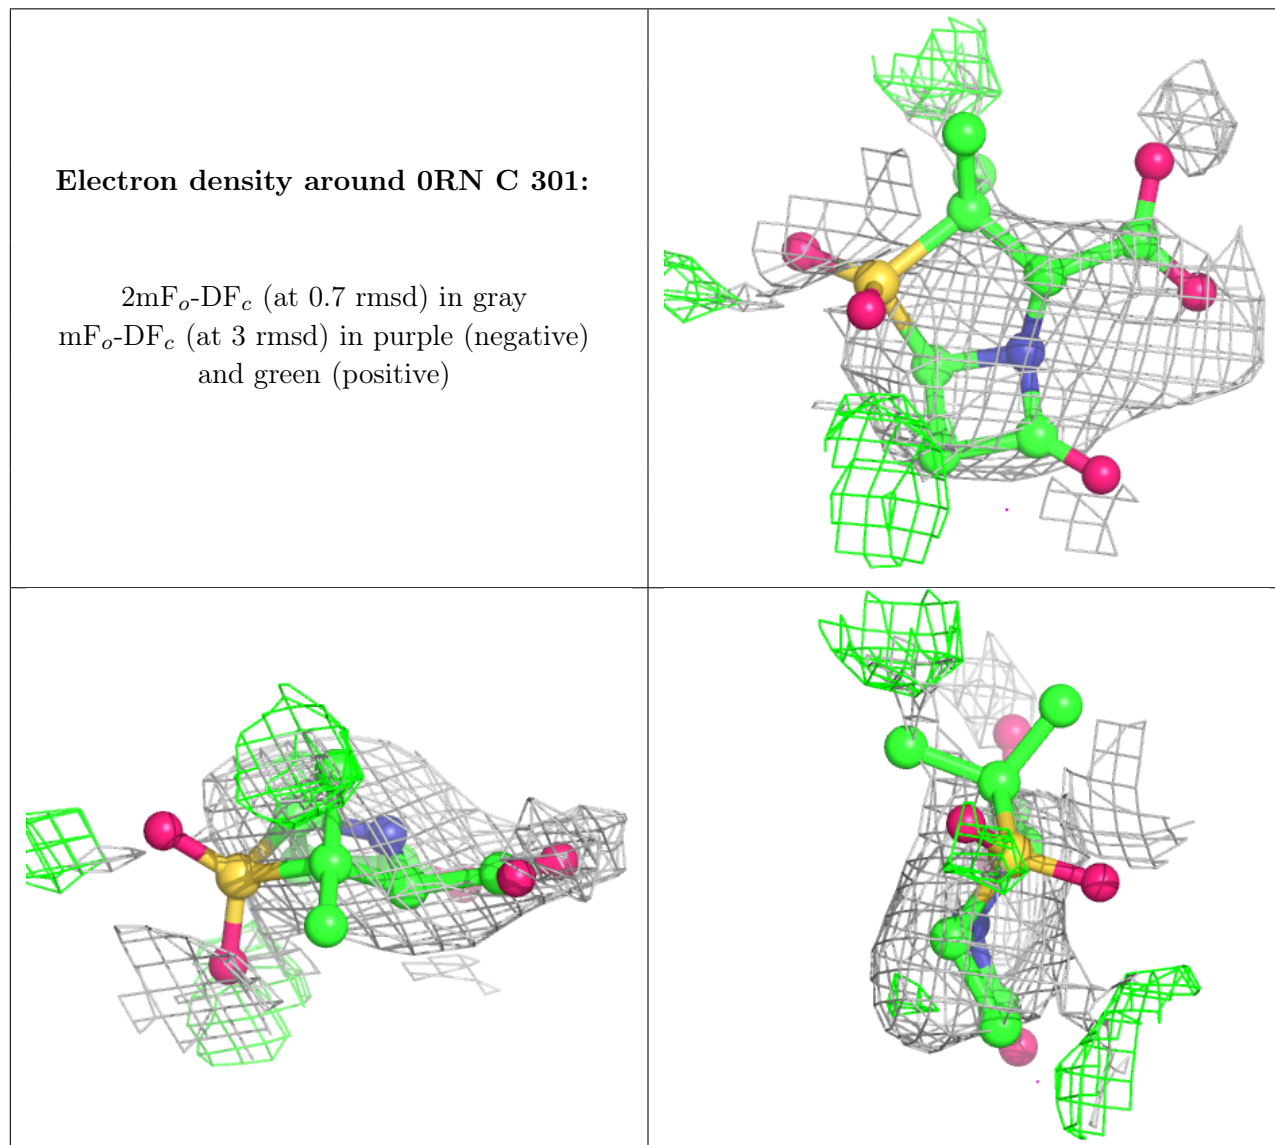 Electron density around 0RN C 301:
2mFo-DFc (at 0.7 rmsd) in gray
mFo-DFc (at 3 rmsd) in purple (negative)
and green (positive)